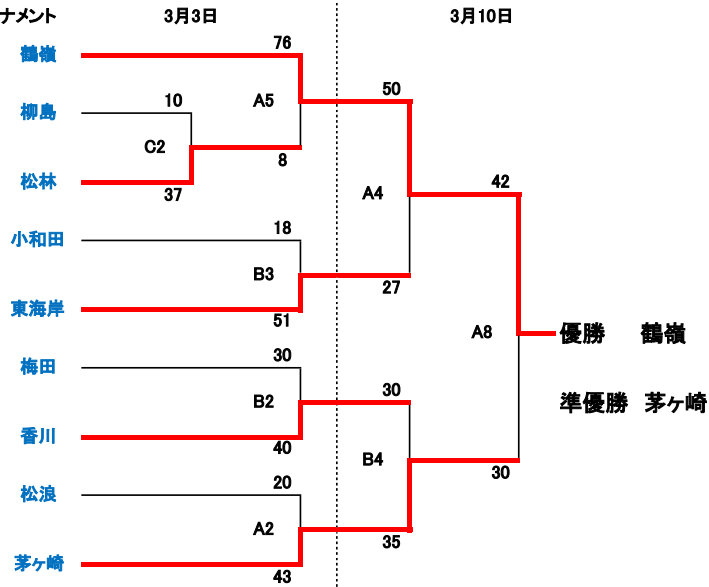 ナメント 3月3日 3月10日
鶴嶺 76
A5 50
柳島 10
C2
8
松林 37
A4 42
小和田 18
B3
27
東海岸 51
A8 優勝 鶴嶺
梅田 30
B2 30
準優勝 茅ヶ崎
香川 40
B4
30
松浪 20
A2
35
茅ヶ崎 43